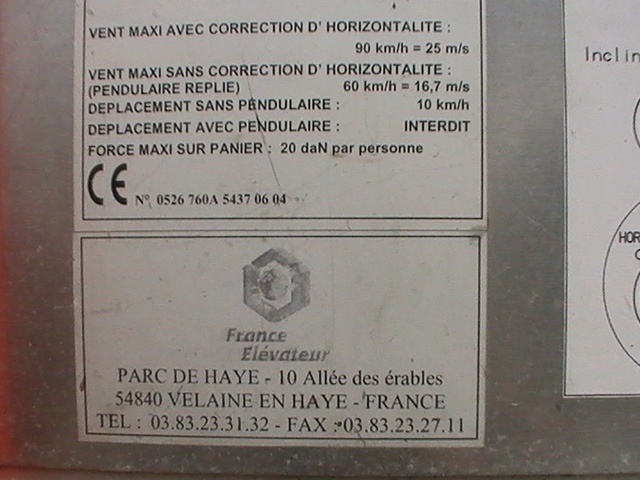 VENT MAXI AVEC CORRECTION D' HORIZONTALITE :
90 km/h = 25 m/s
VENT MAXI SANS CORRECTION D' HORIZONTALITE :
(PENDULAIRE REPLIE) 60 km/h = 16,7 m/s
DEPLACEMENT SANS PENDULAIRE : 10 km/h
DEPLACEMENT AVEC PENDULAIRE : INTERDIT
FORCE MAXI SUR PANIER : 20 daN par personne
CE N° 0526 760A 5437 06 04
France
Elévateur
PARC DE HAYE - 10 Allée des érables
54840 VELAINE EN HAYE - FRANCE
TEL : 03.83.23.31.32 - FAX : 03.83.23.27.11
Inclin
HOR